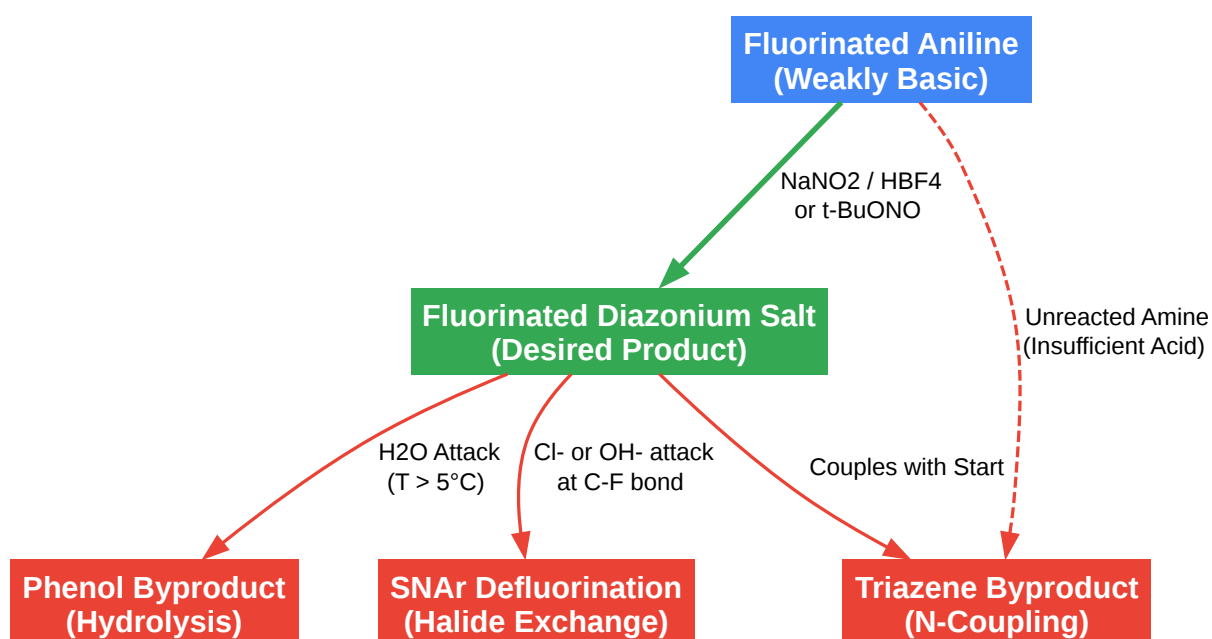 Fluorinated Aniline
(Weakly Basic)
NaNO2 / HBF4
or t-BuONO
Fluorinated Diazonium Salt
(Desired Product)
Unreacted Amine
(Insufficient Acid)
H2O Attack
(T > 5°C)
Cl- or OH- attack
at C-F bond
Couples with Start
Phenol Byproduct
(Hydrolysis)
SNAr Defluorination
(Halide Exchange)
Triazene Byproduct
(N-Coupling)